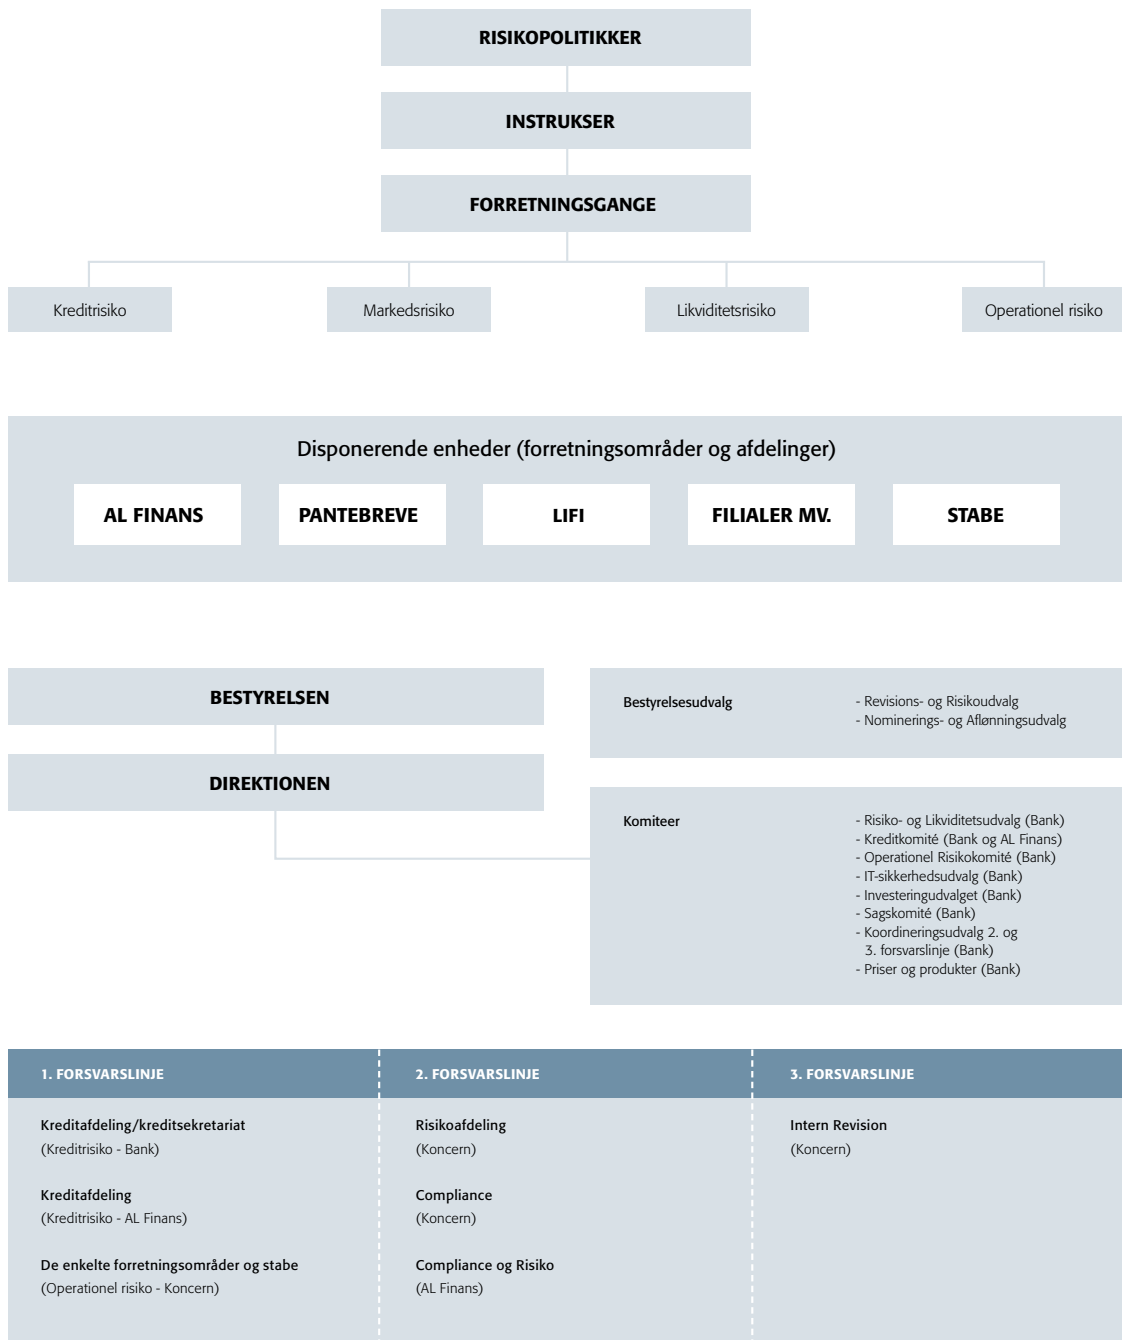 RISIKOPOLITIKKER
INSTRUKSER
FORRETNINGSGANGE
Kreditrisiko
Markedsrisiko
Likviditetsrisiko
Operationel risiko
Disponerende enheder (forretningsområder og afdelinger)
AL FINANS
PANTEBREVE
LIFI
FILIALER MV.
STABE
BESTYRELSEN
DIREKTIONEN
Bestyrelsesudvalg
- Revisions- og Risikoudvalg
- Nominerings- og Aflønningsudvalg
Komiteer
- Risiko- og Likviditetsudvalg (Bank)
- Kreditkomité (Bank og AL Finans)
- Operationel Risikokomité (Bank)
- IT-sikkerhedsudvalg (Bank)
- Investeringudvalget (Bank)
- Sagskomité (Bank)
- Koordineringsudvalg 2. og
3. forsvarslinje (Bank)
- Priser og produkter (Bank)
1. FORSVARSLINJE
Kreditafdeling/kreditsekretariat
(Kreditrisiko - Bank)
Kreditafdeling
(Kreditrisiko - AL Finans)
De enkelte forretningsområder og stabe
(Operationel risiko - Koncern)
2. FORSVARSLINJE
Risikoafdeling
(Koncern)
Compliance
(Koncern)
Compliance og Risiko
(AL Finans)
3. FORSVARSLINJE
Intern Revision
(Koncern)